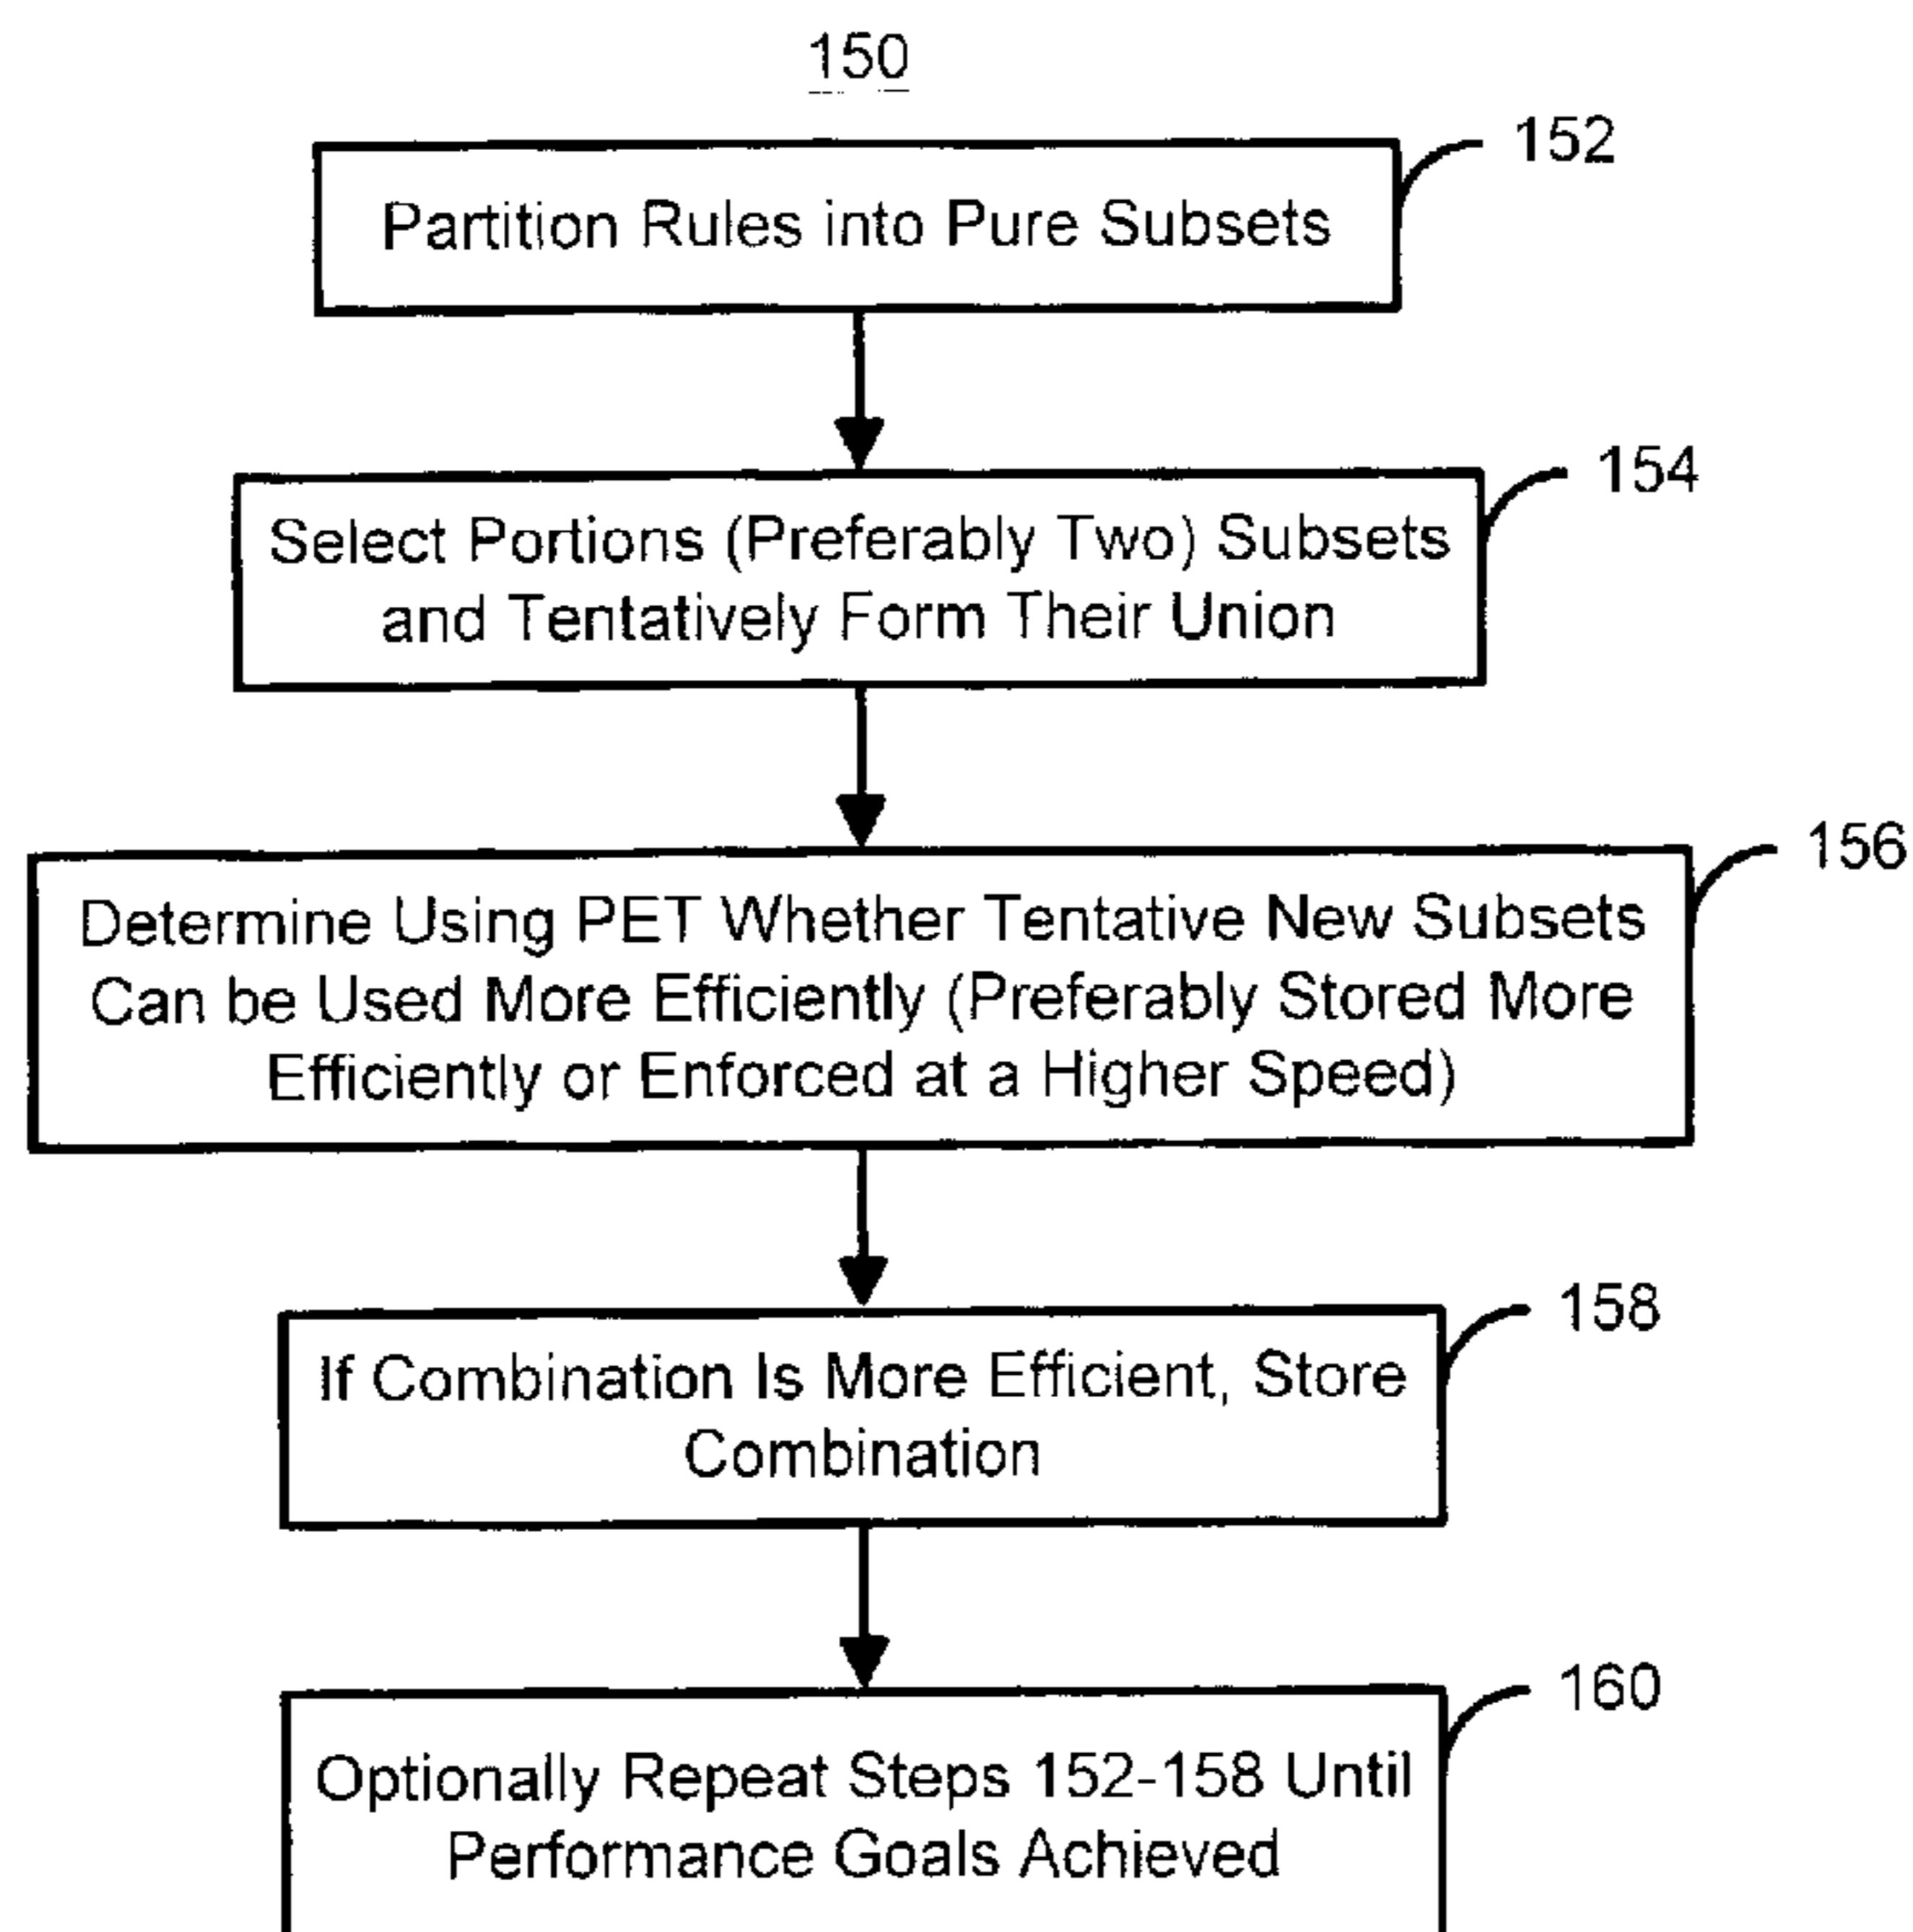 150
152
Partition Rules into Pure Subsets
154
Select Portions (Preferably Two) Subsets
and Tentatively Form Their Union
156
Determine Using PET Whether Tentative New Subsets
Can be Used More Efficiently (Preferably Stored More
Efficiently or Enforced at a Higher Speed)
158
If Combination Is More Efficient, Store
Combination
160
Optionally Repeat Steps 152-158 Until
Performance Goals Achieved